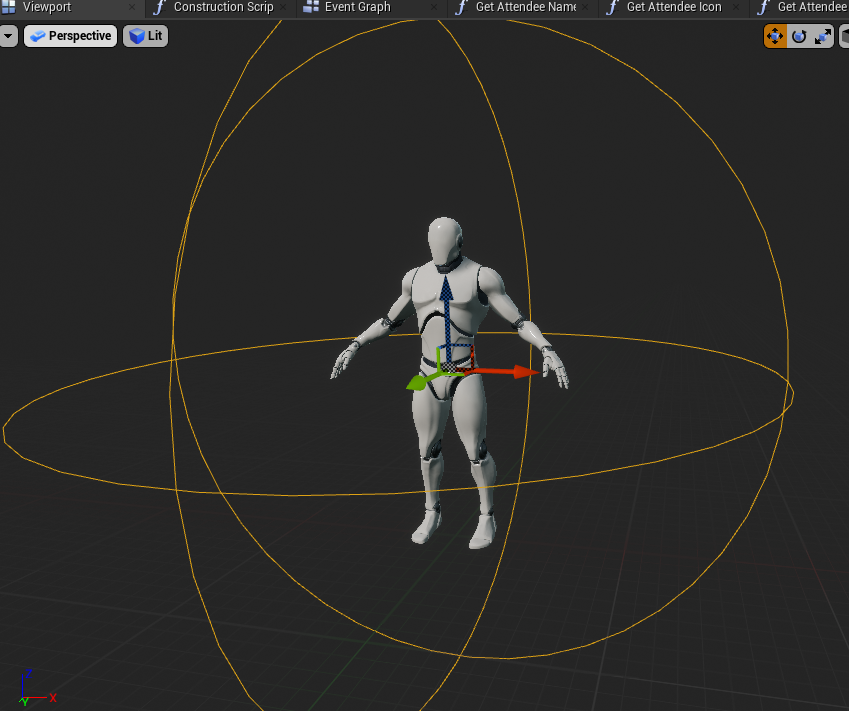 Viewport
Construction Scrip
Event Graph
Get Attendee Name
Get Attendee Icon
Get Attendee
Perspective
Lit
Z
X
Y